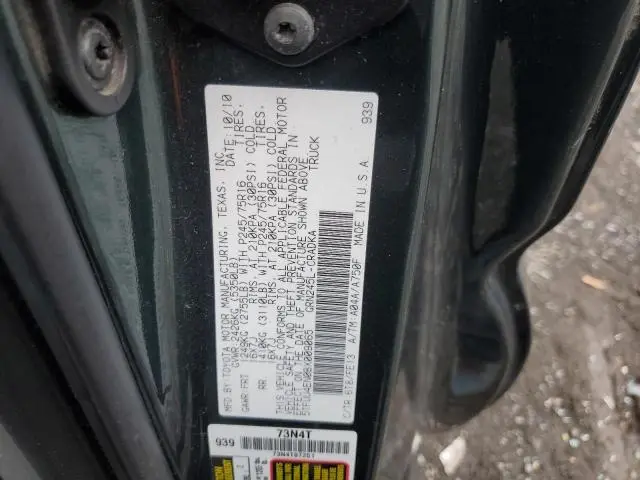 MFD BY TOYOTA MOTOR MANUFACTURING, TEXAS, INC.
GVWR 2426KG (5350LB) DATE: 10/10
GAWR FRT 1249KG (2755LB) WITH P245/75R16 TIRES,
16X7J RIMS, AT 210KPA (30PSI) COLD
RR 1410KG (3110LB) WITH P245/75R16 TIRES,
16X7J RIMS, AT 210KPA (30PSI) COLD
THIS VEHICLE CONFORMS TO ALL APPLICABLE FEDERAL MOTOR
VEHICLE SAFETY AND THEFT PREVENTION STANDARDS IN
EFFECT ON THE DATE OF MANUFACTURE SHOWN ABOVE.
TRUCK
GRN245L-CRADKA
C/TR:6T8/FE13 A/TM:A04A/A750F
MADE IN U.S.A. 939
939
73N4T